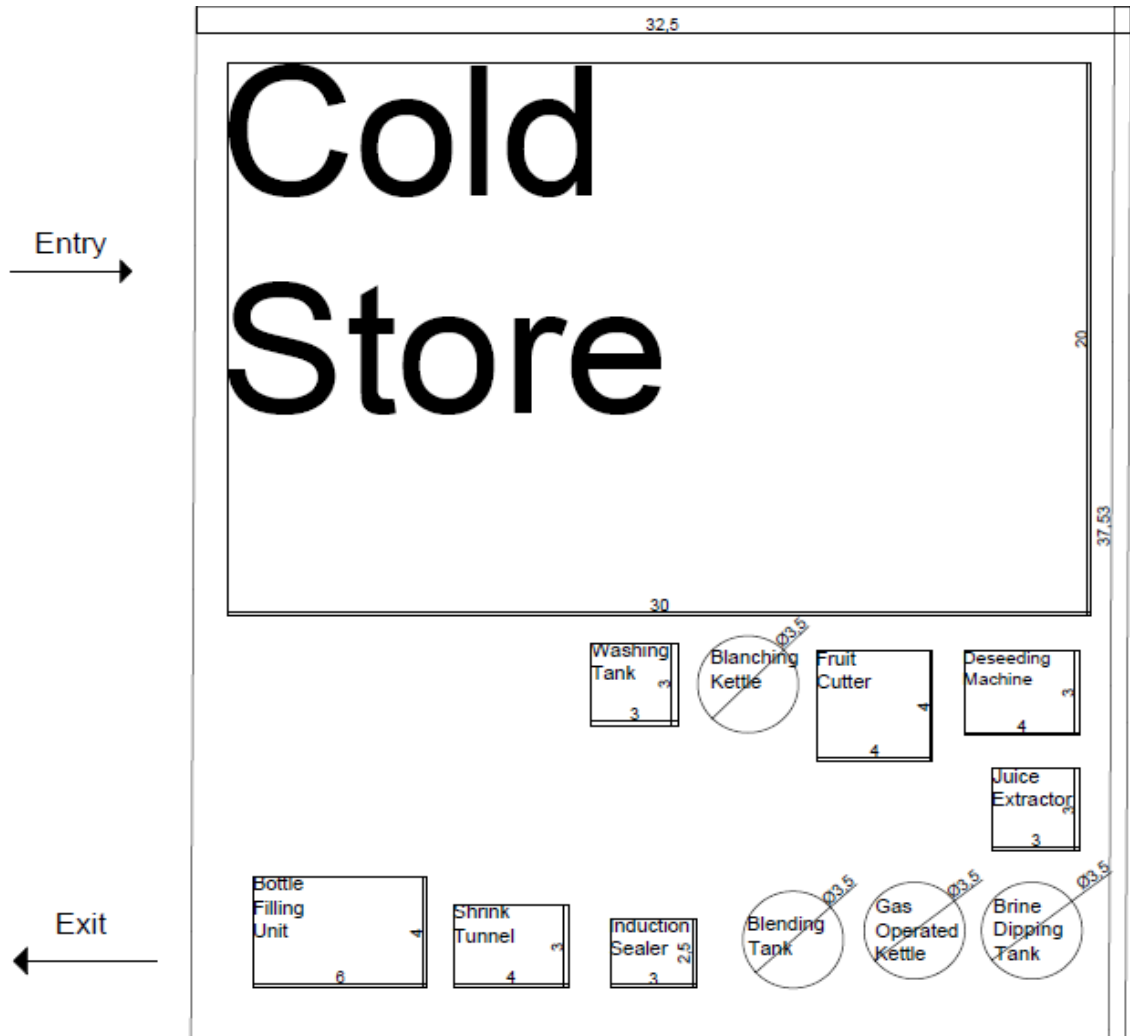 32,5
Cold
Store
Entry
20
37,53
30
Washing
Tank
3
3
Blanching
Kettle
Ø3,5
Fruit
Cutter
4
4
Deseeding
Machine
3
4
Juice
Extractor
3
3
Exit
Bottle
Filling
Unit
4
6
Shrink
Tunnel
3
4
Induction
Sealer
2,5
3
Blending
Tank
Ø3,5
Gas
Operated
Kettle
Ø3,5
Brine
Dipping
Tank
Ø3,5